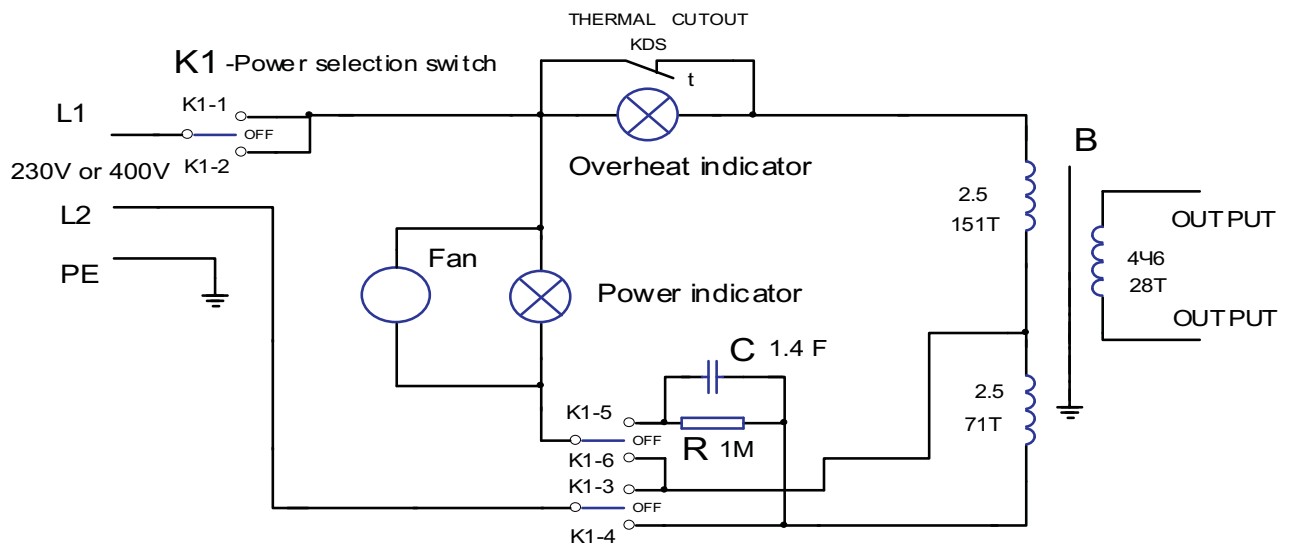 THERMAL CUTOUT
KDS
t
K1 -Power selection switch
L1
K1-1
OFF
K1-2
230V or 400V
L2
PE
Overheat indicator
Fan
Power indicator
B
2.5
151T
OUTPUT
4Ч6
28T
OUTPUT
C 1.4 F
2.5
71T
K1-5
OFF
R 1M
K1-6
K1-3
OFF
K1-4